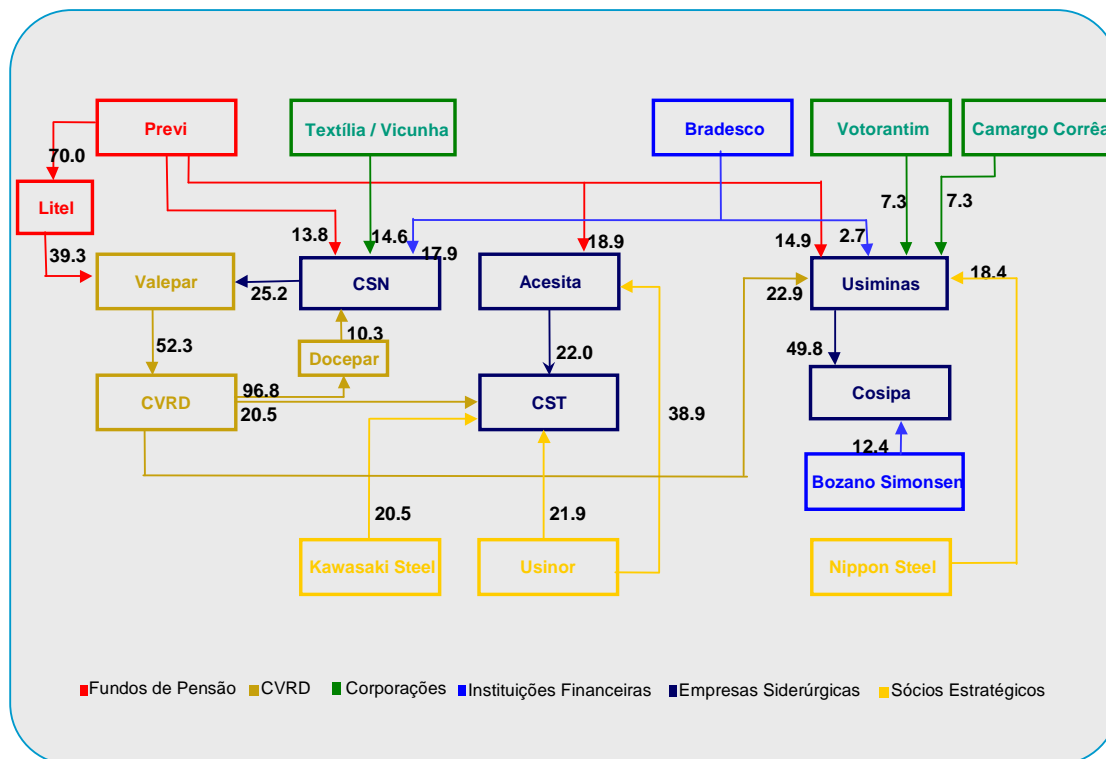 Previ
Textília / Vicunha
Bradesco
Votorantim
Camargo Corrêa
70.0
Litel
7.3
7.3
13.8
14.6
17.9
18.9
14.9
2.7
39.3
Valepar
25.2
CSN
Acesita
22.9
Usiminas
18.4
52.3
10.3
Docepar
22.0
49.8
CVRD
96.8
20.5
CST
38.9
Cosipa
12.4
Bozano Simonsen
20.5
21.9
Kawasaki Steel
Usinor
Nippon Steel
Fundos de Pensão CVRD Corporações Instituições Financeiras Empresas Siderúrgicas Sócios Estratégicos